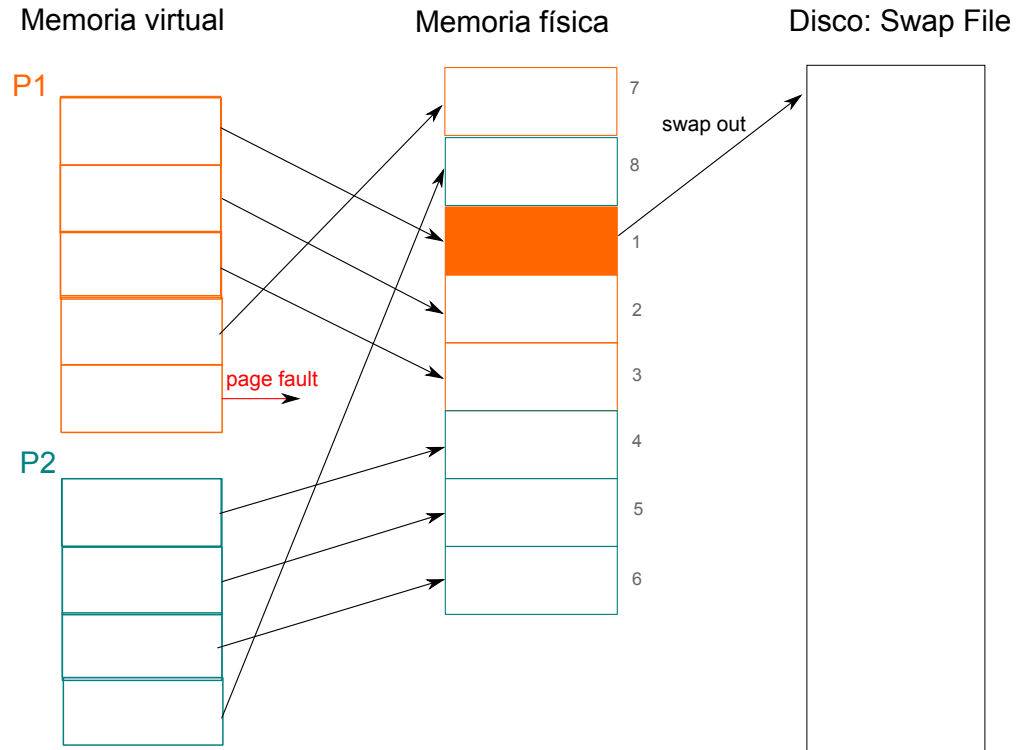 Memoria virtual
Memoria física
Disco: Swap File
P1
7
swap out
8
1
2
3
page fault
4
P2
5
6